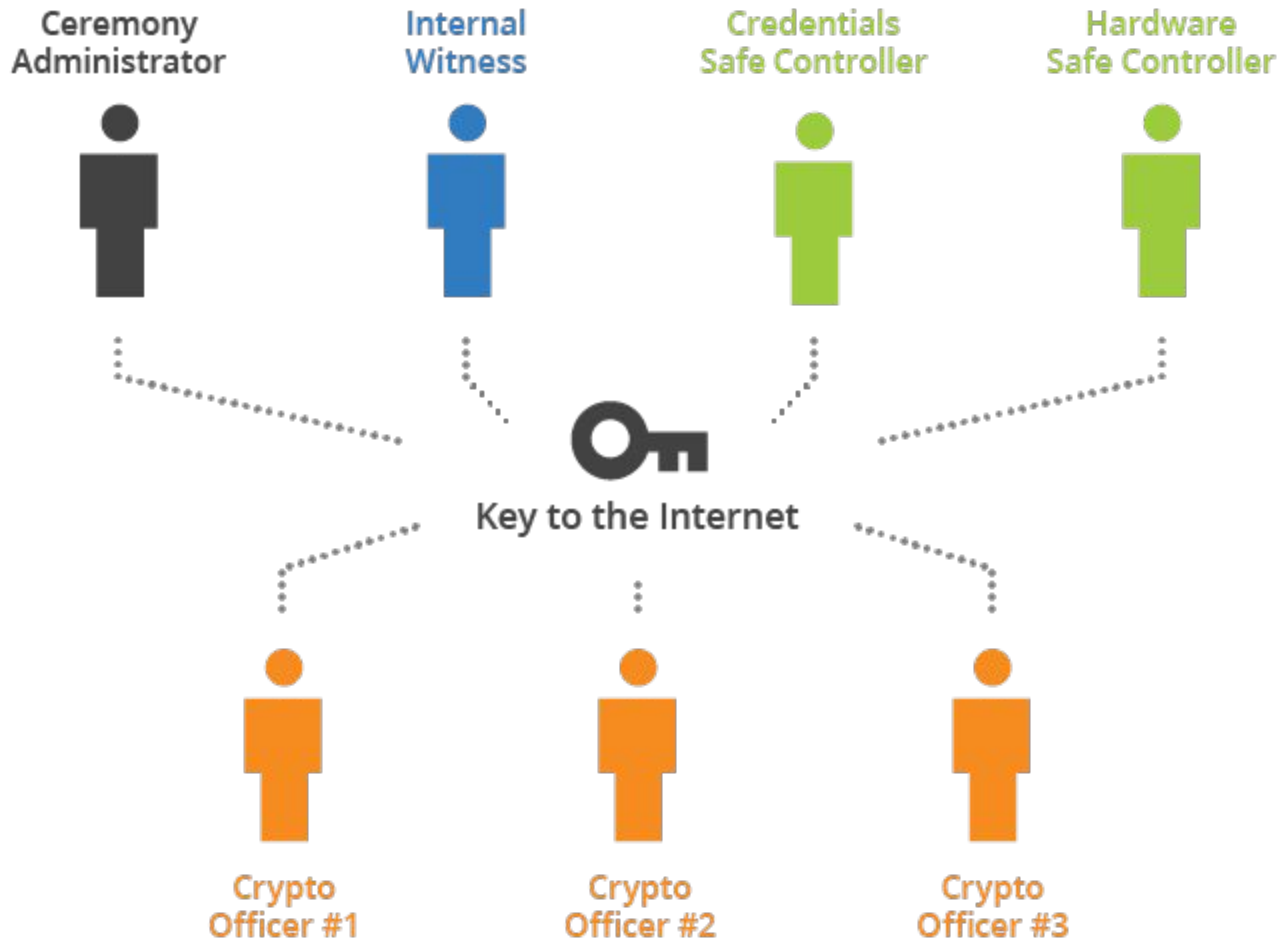 Ceremony
Administrator
Internal
Witness
Credentials
Safe Controller
Hardware
Safe Controller
Key to the Internet
Crypto
Officer #1
Crypto
Officer #2
Crypto
Officer #3